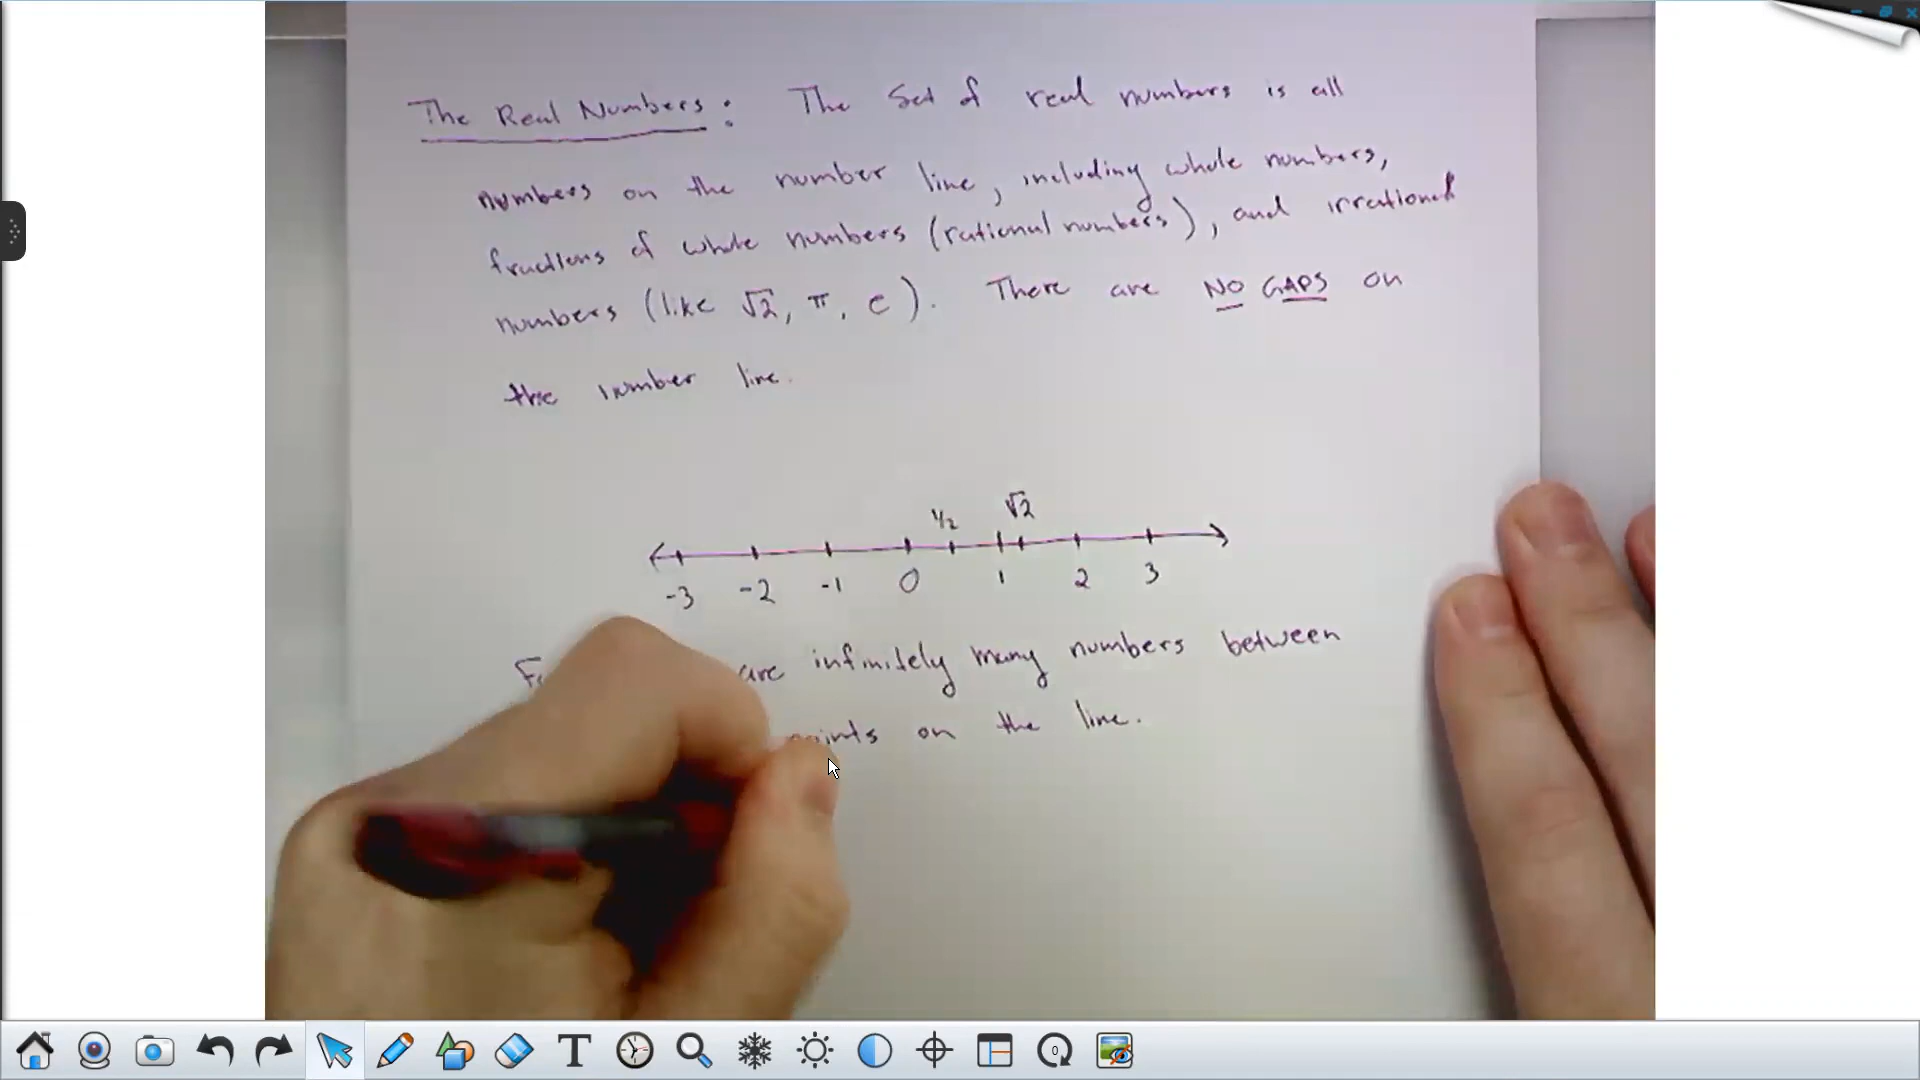 The Real Numbers: The Set of real numbers is all
numbers on the number line, including whole numbers,
fractions of whole numbers (rational numbers), and irrational
numbers (like √2, π, e). There are NO GAPS on
the number line.
1/2 √2
-3 -2 -1 0 1 2 3
are infinitely many numbers between
points on the line.
T
0